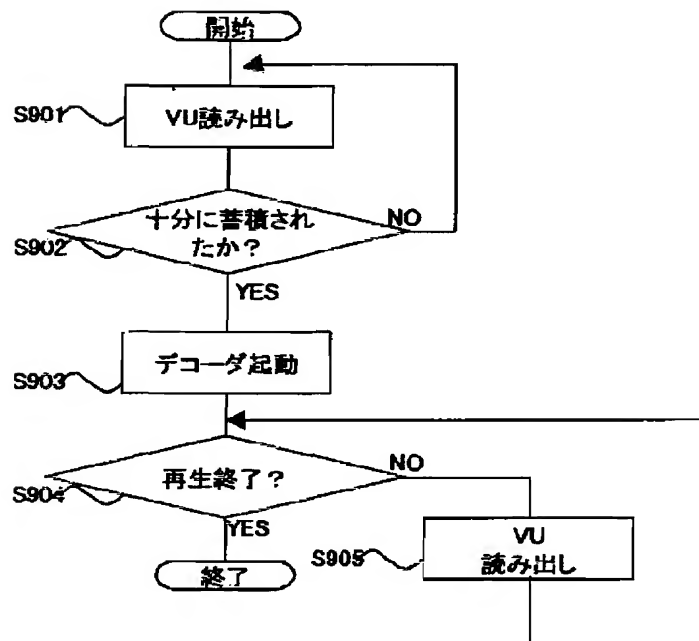 開始
S901
VU読み出し
十分に蓄積され
たか？
NO
S902
YES
デコーダ起動
S903
再生終了？
NO
S904
YES
終了
S905
VU
読み出し